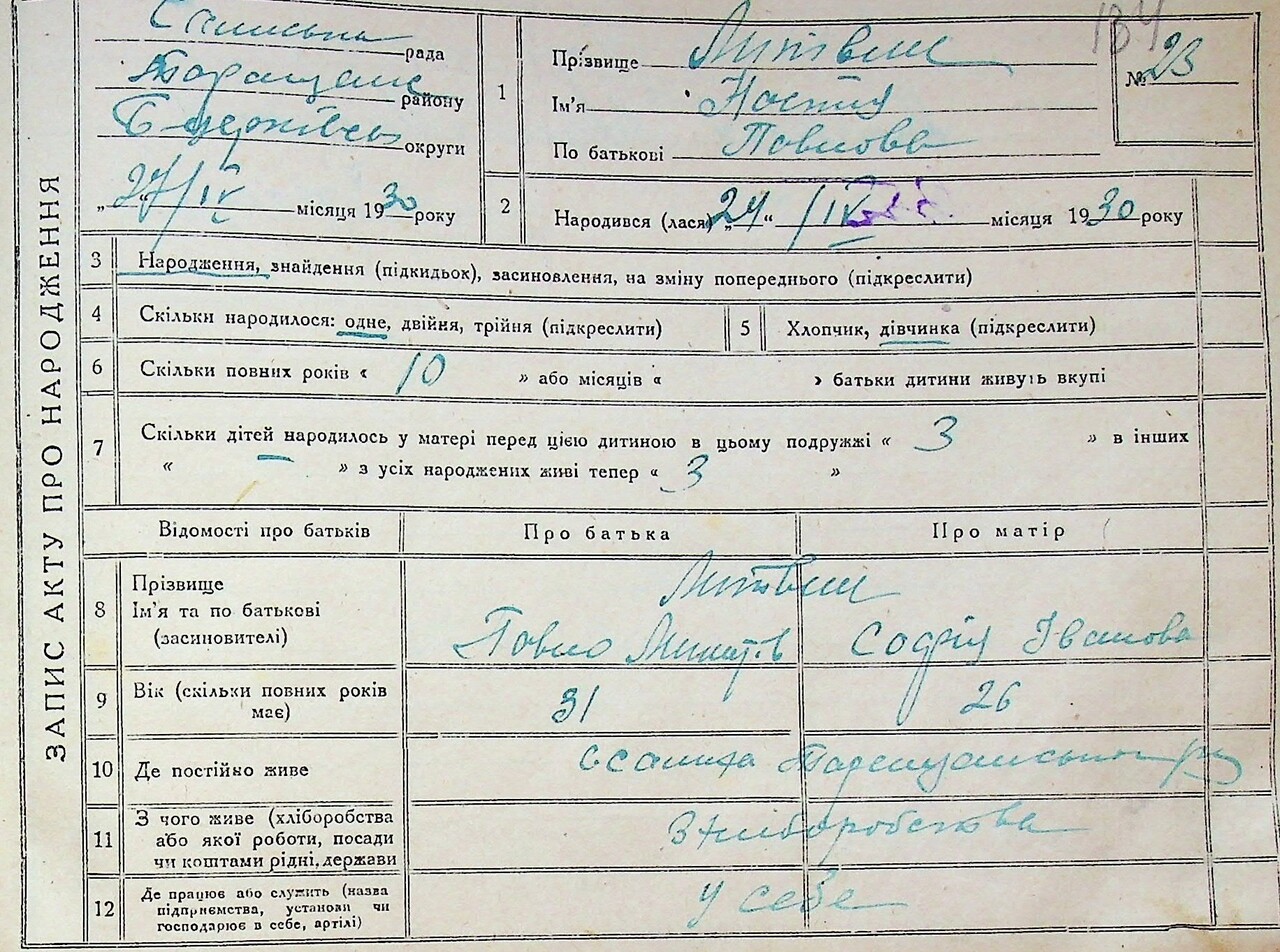 ЗАПИС АКТУ ПРО НАРОДЖЕННЯ
рада
району
округи
27/IV місяця 1930 року
134
№ 23
1
Прізвище Литвин
Ім'я Настя
По батькові Павлова
2
Народився (лася) „24“ /IV місяця 1930 року
3 Народження, знайдення (підкидьок), засиновлення, на зміну попереднього (підкреслити)
4 Скільки народилося: одне, двійня, трійня (підкреслити) 5 Хлопчик, дівчинка (підкреслити)
6 Скільки повних років « 10 » або місяців « » батьки дитини живуть вкупі
7 Скільки дітей народилось у матері перед цією дитиною в цьому подружжі « 3 » в інших
« » з усіх народжених живі тепер « 3 »
Відомості про батьків Про батька Про матір
8 Прізвище Литвин
Ім'я та по батькові
(засиновителі) Павло Софія Іванова
9 Вік (скільки повних років
має) 31 26
10 Де постійно живе
11 З чого живе (хліборобства
або якої роботи, посади
чи коштами рідні, держави
З хліборобства
12 Де працює або служить (назва
підприємства, установи чи
господарює в себе, артілі)
у себе